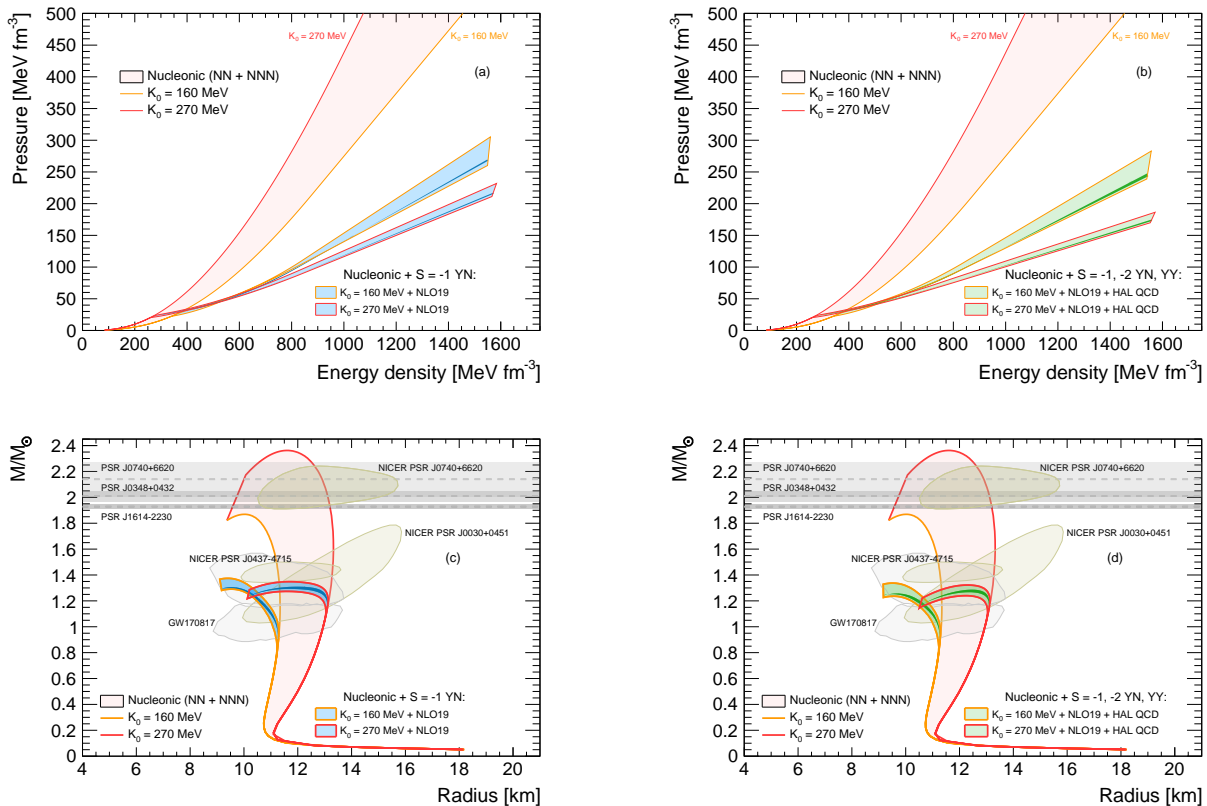 Pressure [MeV fm⁻³]
500
450
400
350
300
250
200
150
100
50
0
K₀ = 270 MeV
K₀ = 160 MeV
Nucleonic (NN + NNN)
K₀ = 160 MeV
K₀ = 270 MeV
(a)
Nucleonic + S = -1 YN:
K₀ = 160 MeV + NLO19
K₀ = 270 MeV + NLO19
0 200 400 600 800 1000 1200 1400 1600
Energy density [MeV fm⁻³]
Pressure [MeV fm⁻³]
500
450
400
350
300
250
200
150
100
50
0
K₀ = 270 MeV
K₀ = 160 MeV
Nucleonic (NN + NNN)
K₀ = 160 MeV
K₀ = 270 MeV
(b)
Nucleonic + S = -1, -2 YN, YY:
K₀ = 160 MeV + NLO19 + HAL QCD
K₀ = 270 MeV + NLO19 + HAL QCD
0 200 400 600 800 1000 1200 1400 1600
Energy density [MeV fm⁻³]
M/M☉
2.4
2.2
2
1.8
1.6
1.4
1.2
1
0.8
0.6
0.4
0.2
0
PSR J0740+6620
NICER PSR J0740+6620
PSR J0348+0432
PSR J1614-2230
NICER PSR J0030+0451
NICER PSR J0437-4715
(c)
GW170817
Nucleonic (NN + NNN)
K₀ = 160 MeV
K₀ = 270 MeV
Nucleonic + S = -1 YN:
K₀ = 160 MeV + NLO19
K₀ = 270 MeV + NLO19
4 6 8 10 12 14 16 18 20
Radius [km]
M/M☉
2.4
2.2
2
1.8
1.6
1.4
1.2
1
0.8
0.6
0.4
0.2
0
PSR J0740+6620
NICER PSR J0740+6620
PSR J0348+0432
PSR J1614-2230
NICER PSR J0030+0451
NICER PSR J0437-4715
(d)
GW170817
Nucleonic (NN + NNN)
K₀ = 160 MeV
K₀ = 270 MeV
Nucleonic + S = -1, -2 YN, YY:
K₀ = 160 MeV + NLO19 + HAL QCD
K₀ = 270 MeV + NLO19 + HAL QCD
4 6 8 10 12 14 16 18 20
Radius [km]